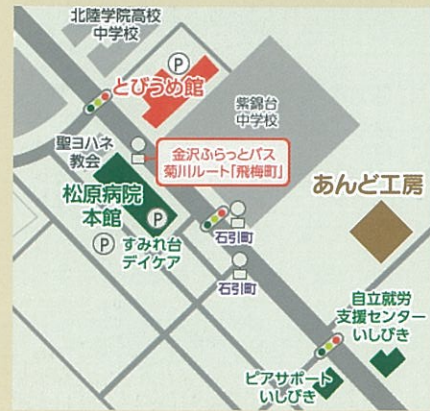 北陸学院高校
中学校
P
とびうめ館
紫錦台
中学校
聖ヨハネ
教会
金沢ふらっとバス
菊川ルート「飛梅町」
松原病院
本館
P
P
すみれ台
デイケア
石引町
石引町
あんど工房
自立就労
支援センター
いしびき
ピアサポート
いしびき